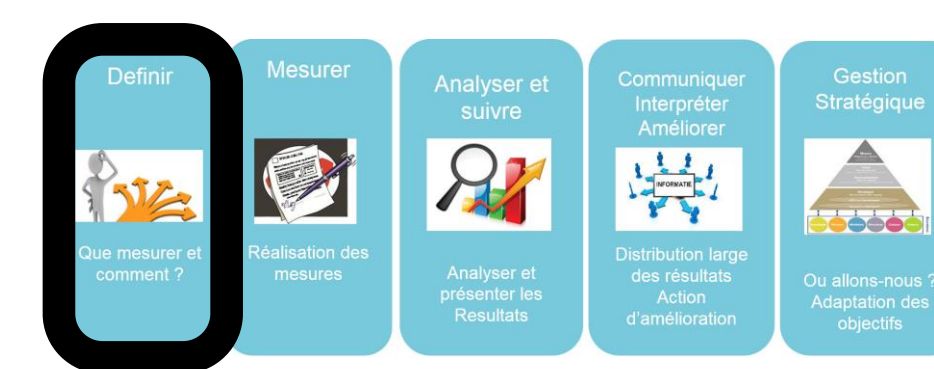 Definir
Que mesurer et
comment ?
Mesurer
Réalisation des
mesures
Analyser et
suivre
Analyser et
présenter les
Resultats
Communiquer
Interpréter
Améliorer
INFORMATIE
Distribution large
des résultats
Action
d'amélioration
Gestion
Stratégique
Ou allons-nous ?
Adaptation des
objectifs